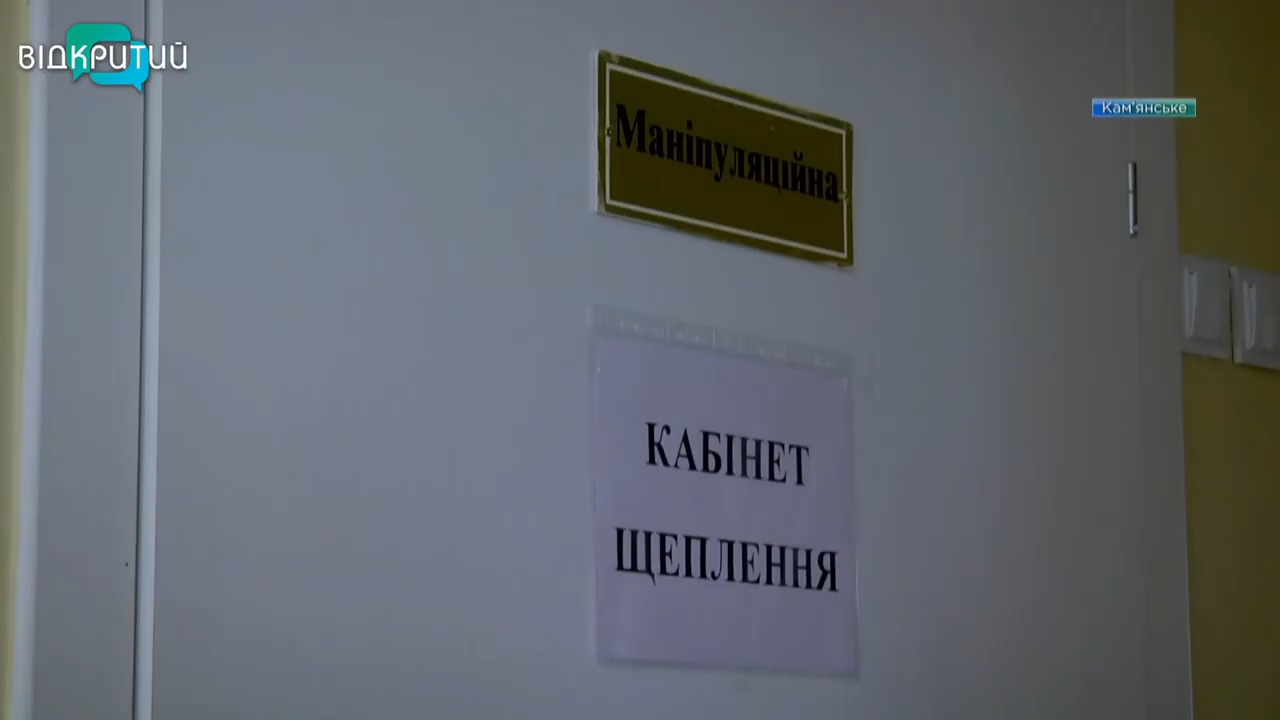 ВІДКРИТИЙ
Кам'янське
Маніпуляційна
КАБІНЕТ
ЩЕПЛЕННЯ